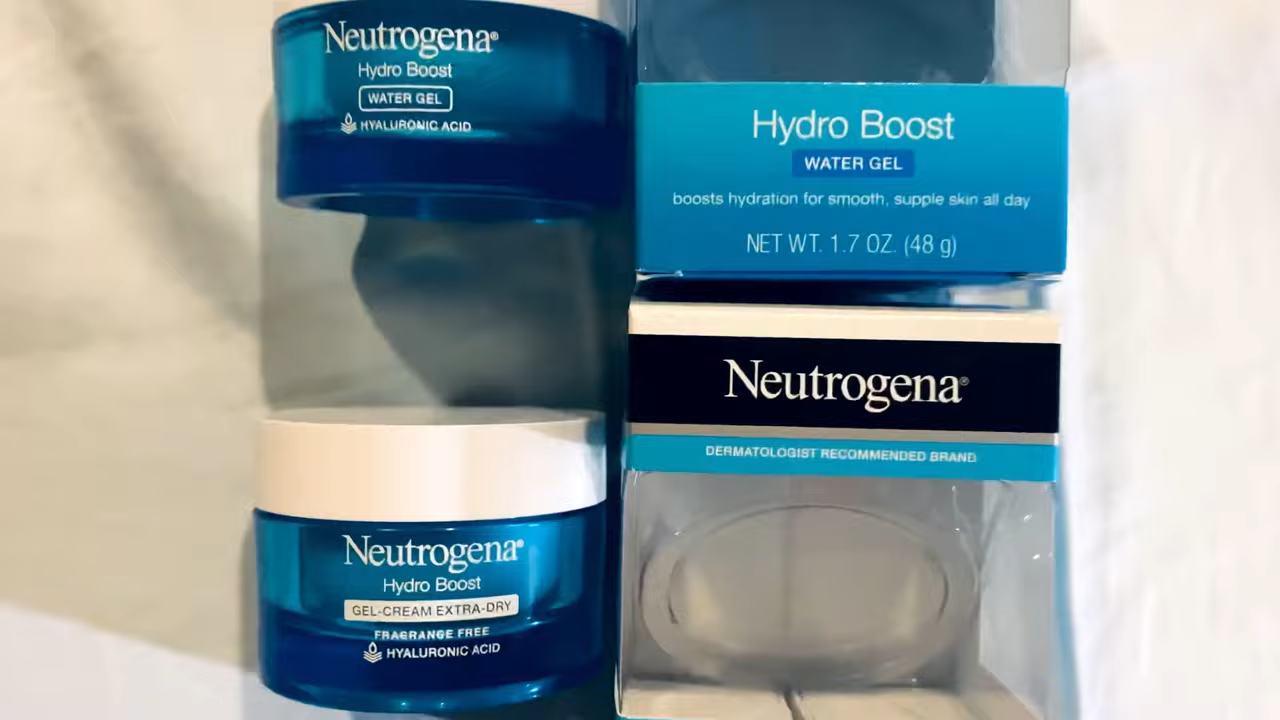 Neutrogena®
Hydro Boost
WATER GEL
HYALURONIC ACID
Hydro Boost
WATER GEL
boosts hydration for smooth, supple skin all day
NET WT. 1.7 OZ. (48 g)
Neutrogena®
DERMATOLOGIST RECOMMENDED BRAND
Neutrogena®
Hydro Boost
GEL-CREAM EXTRA-DRY
FRAGRANCE FREE
HYALURONIC ACID